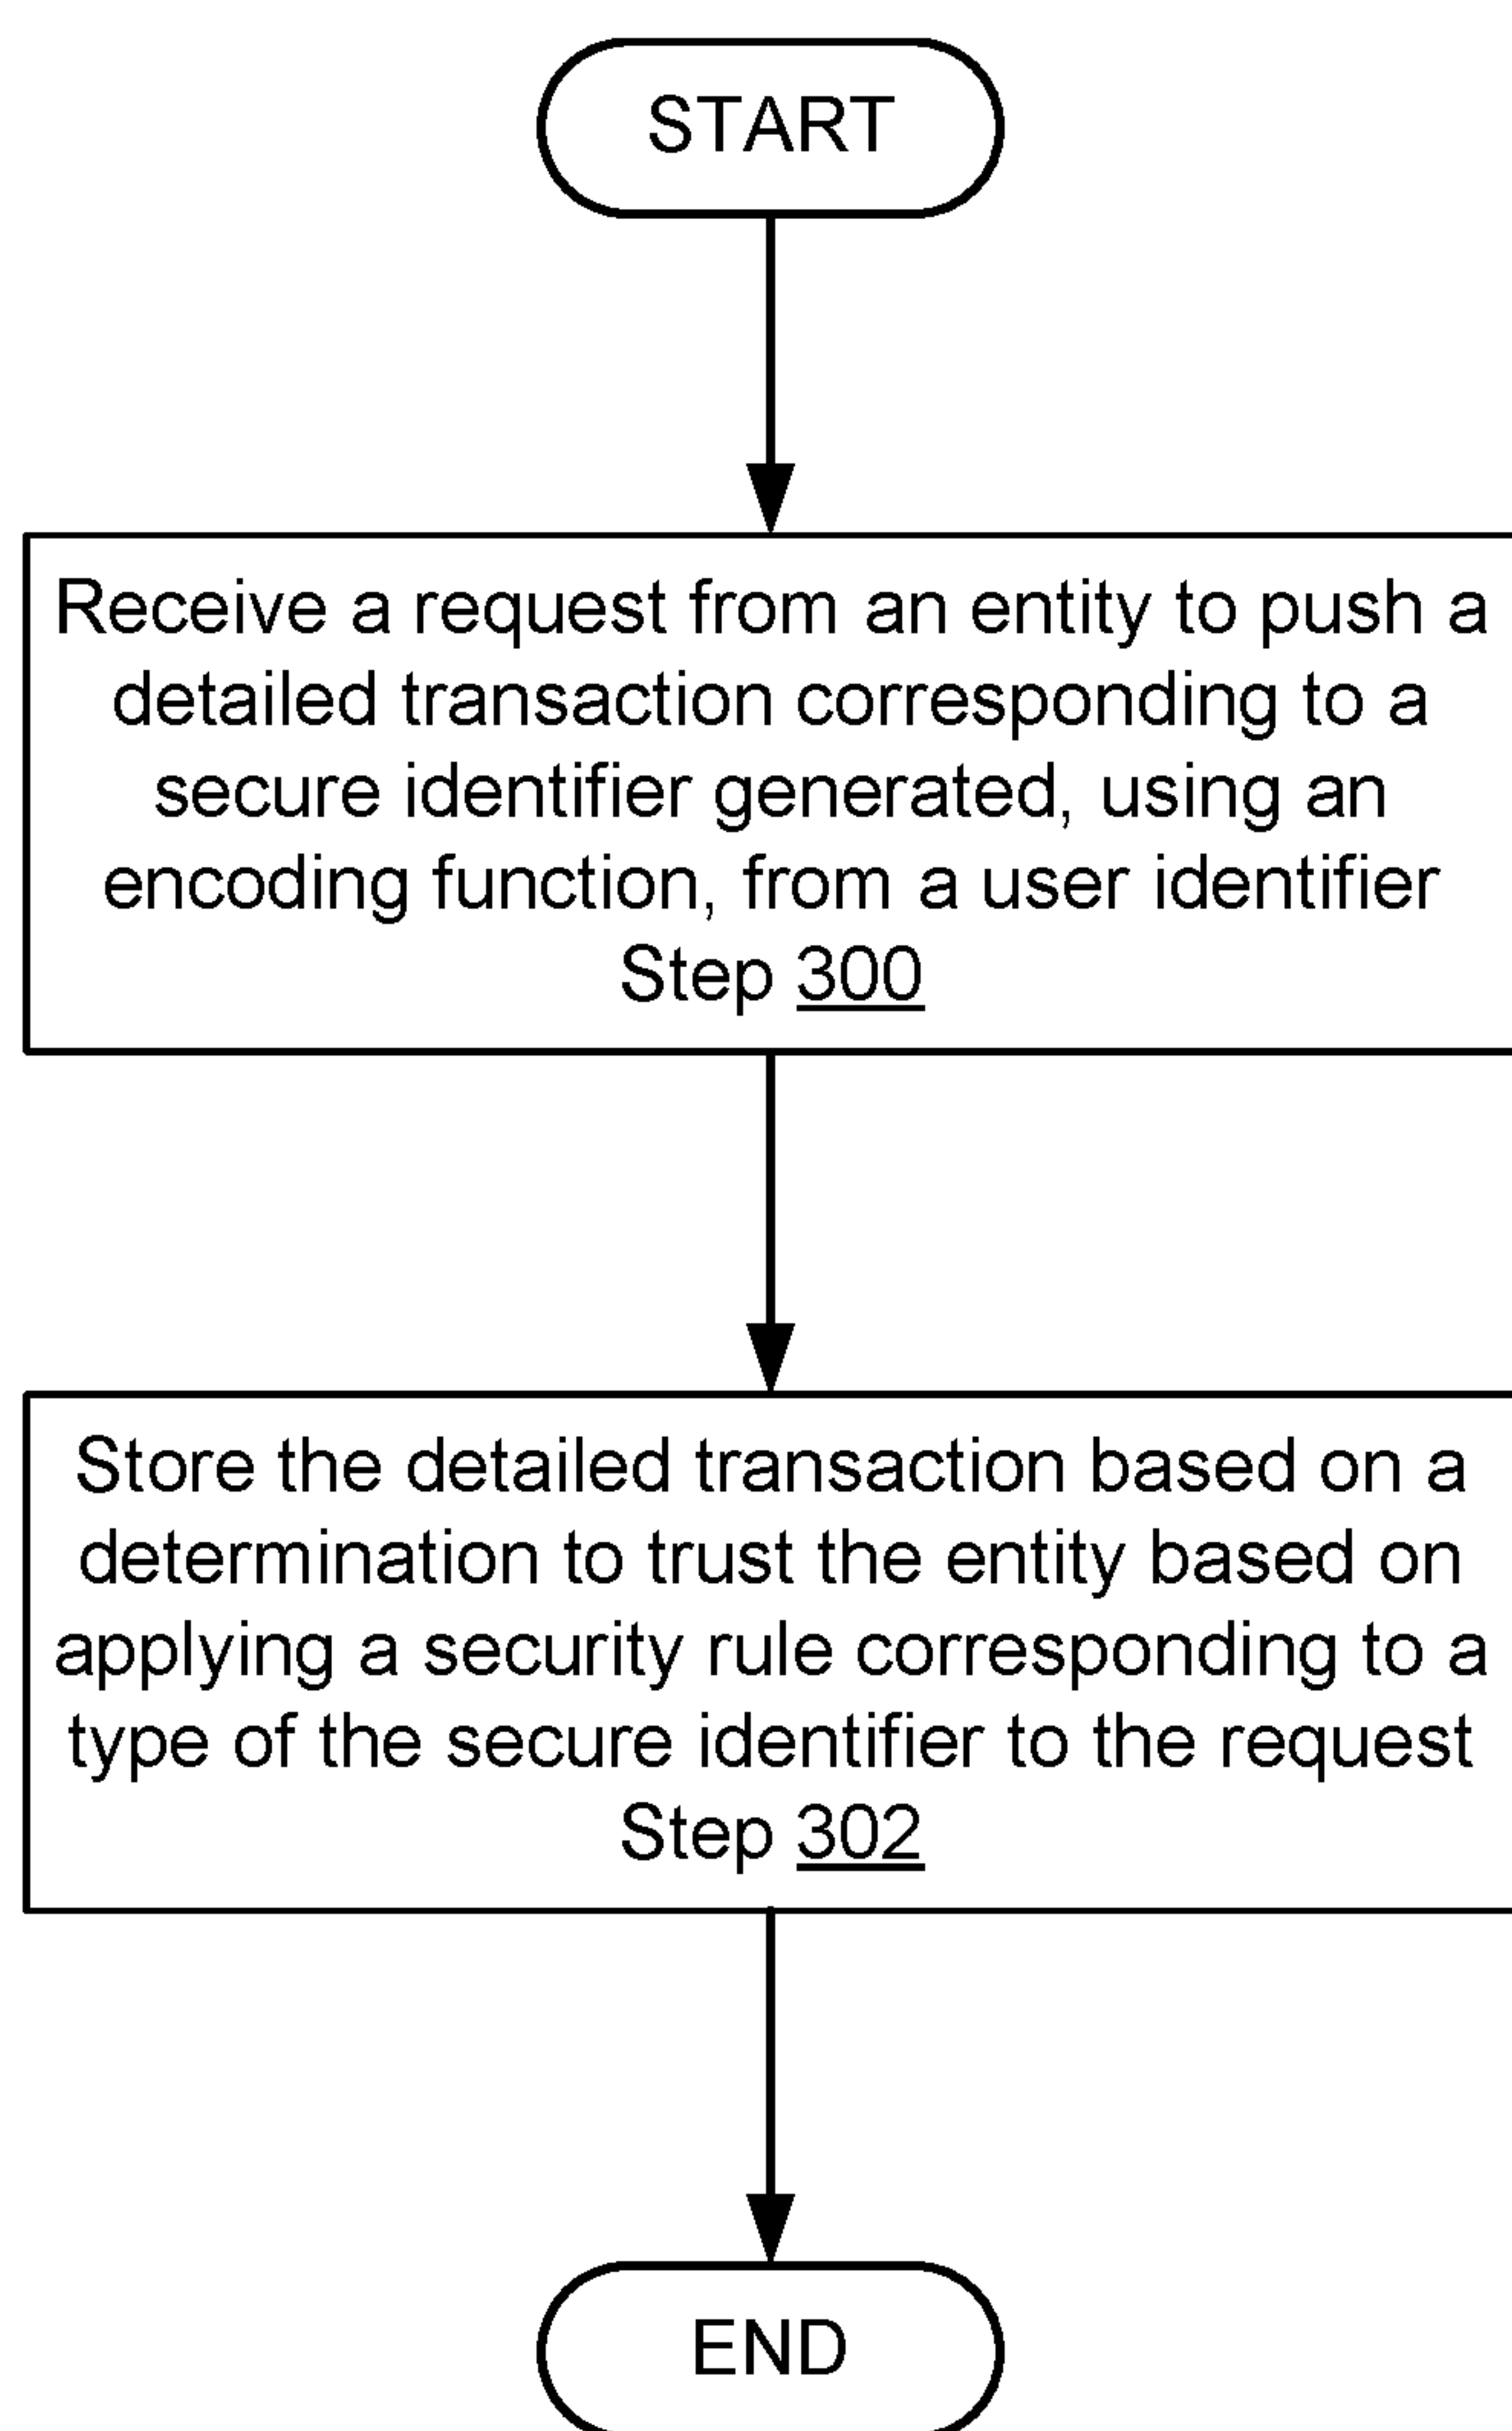 START
Receive a request from an entity to push a
detailed transaction corresponding to a
secure identifier generated, using an
encoding function, from a user identifier
Step 300
Store the detailed transaction based on a
determination to trust the entity based on
applying a security rule corresponding to a
type of the secure identifier to the request
Step 302
END